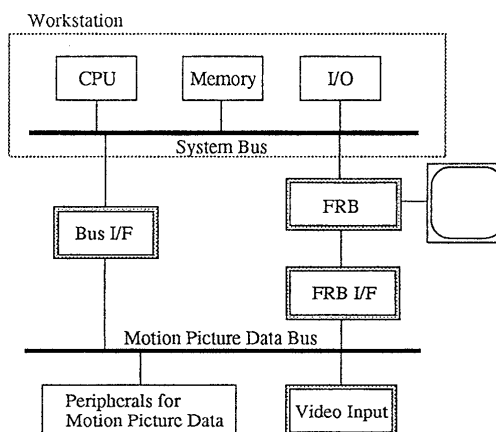 Workstation
CPU
Memory
I/O
System Bus
FRB
Bus I/F
FRB I/F
Motion Picture Data Bus
Peripherals for
Motion Picture Data
Video Input